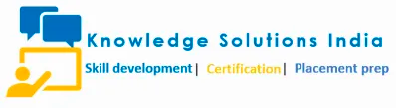 Knowledge Solutions India
Skill development| Certification| Placement prep